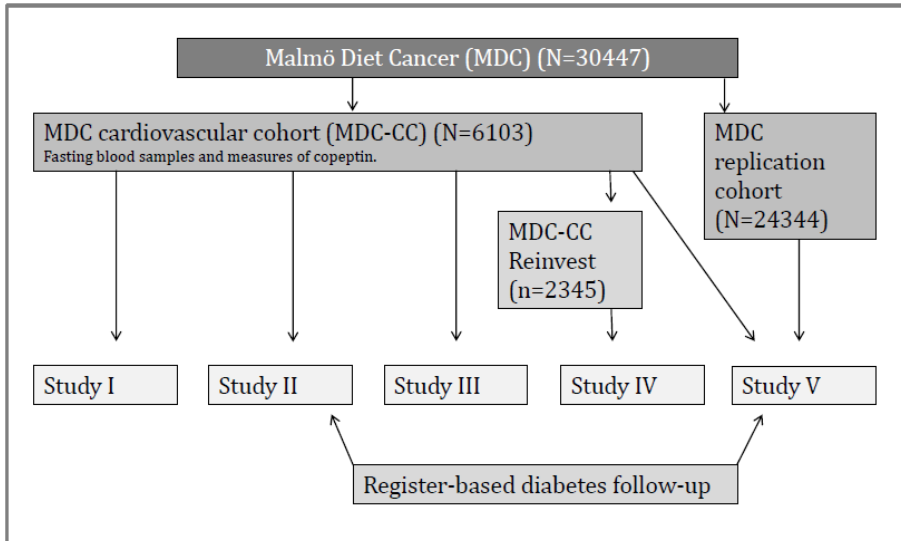 Malmö Diet Cancer (MDC) (N=30447)
MDC cardiovascular cohort (MDC-CC) (N=6103)
Fasting blood samples and measures of copeptin.
MDC
replication
cohort
(N=24344)
MDC-CC
Reinvest
(n=2345)
Study I
Study II
Study III
Study IV
Study V
Register-based diabetes follow-up